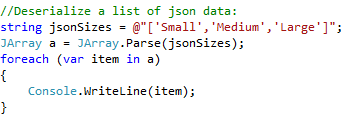 //Deserialize a list of json data:
string jsonSizes = @"['Small','Medium','Large']";
JArray a = JArray.Parse(jsonSizes);
foreach (var item in a)
{
    Console.WriteLine(item);
}